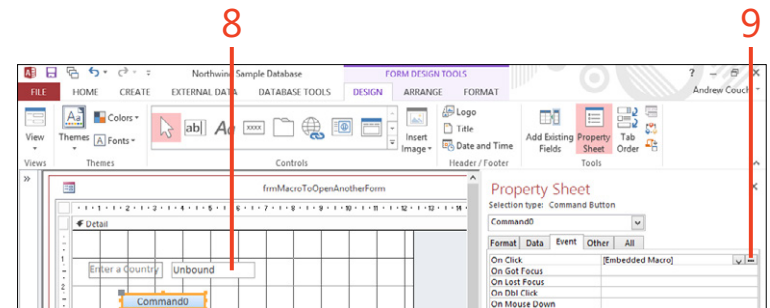 8 9
Northwind Sample Database FORM DESIGN TOOLS ?
FILE HOME CREATE EXTERNAL DATA DATABASE TOOLS DESIGN ARRANGE FORMAT Andrew Couch
View Themes Aa Colors A Fonts ab| Aa xxxx Insert Image Logo Title Date and Time Add Existing Fields Property Sheet Tab Order
Views Themes Controls Header / Footer Tools
frmMacroToOpenAnotherForm
Property Sheet
Selection type: Command Button
Command0
Detail
Format Data Event Other All
On Click [Embedded Macro]
On Got Focus
Enter a Country Unbound
On Lost Focus
On Dbl Click
Command0
On Mouse Down